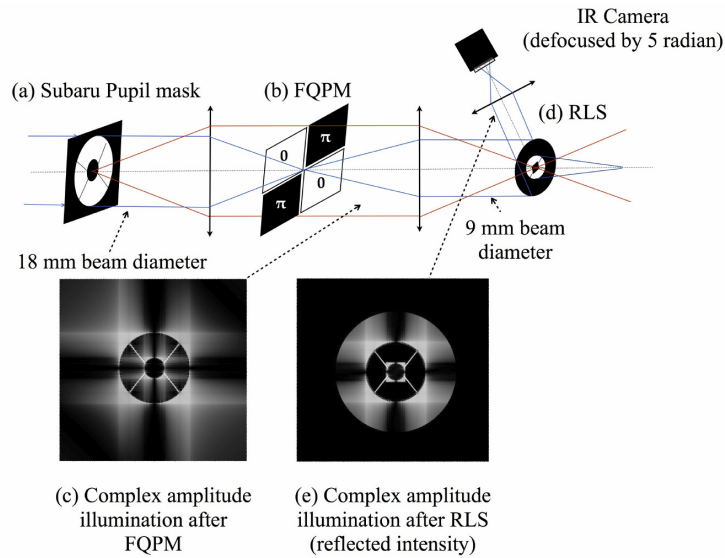 IR Camera
(defocused by 5 radian)
(a) Subaru Pupil mask
(b) FQPM
(d) RLS
0
π
π
0
18 mm beam diameter
9 mm beam
diameter
(c) Complex amplitude
illumination after
FQPM
(e) Complex amplitude
illumination after RLS
(reflected intensity)